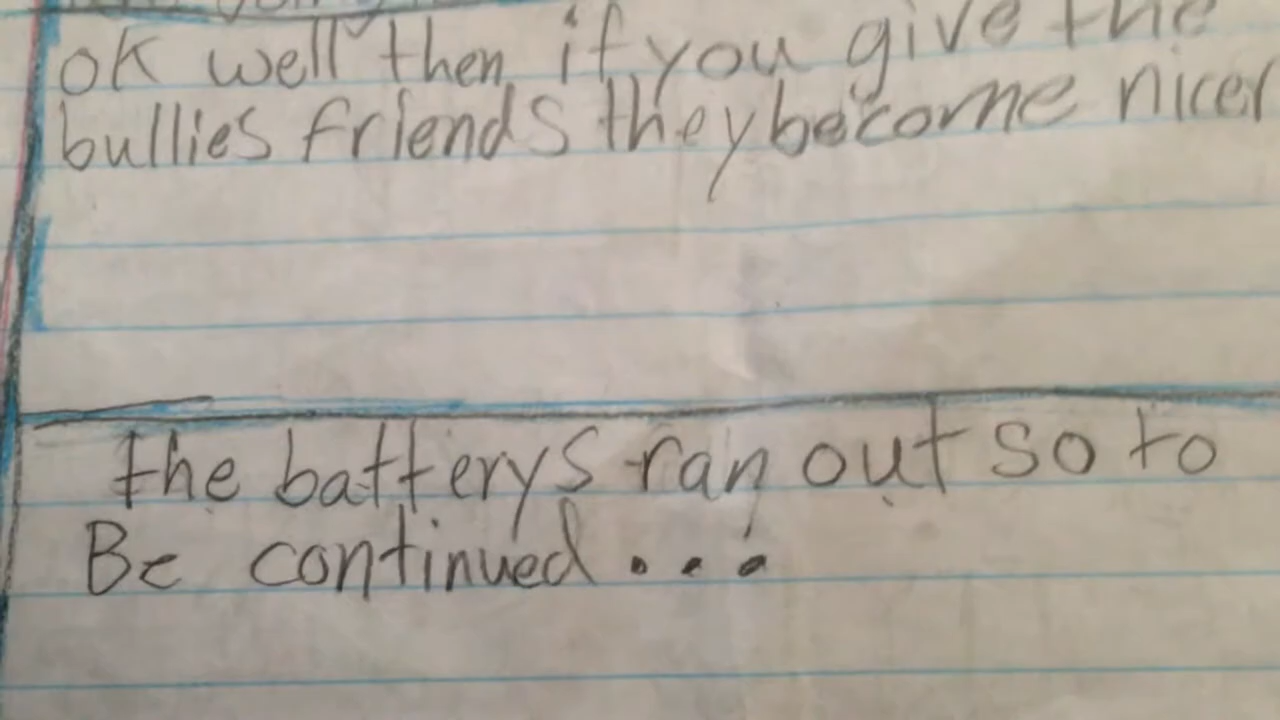 ok well then if you give the
bullies friends they become nicer
the batterys ran out so to
Be continued...